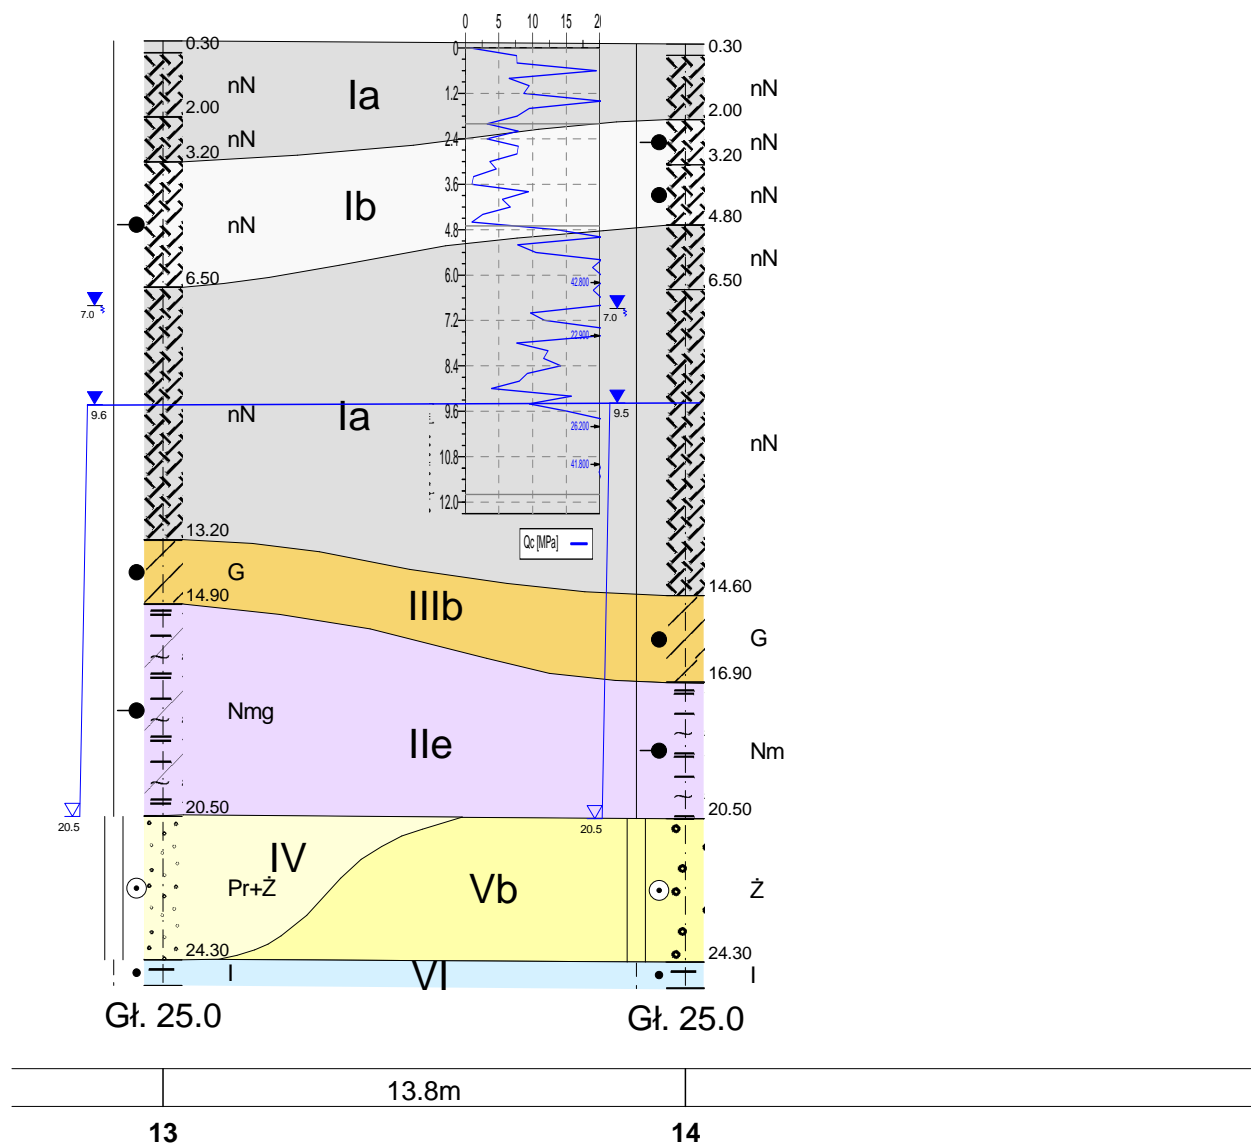 0 5 10 15 2
0.30 0.30
0
nN Ia nN
1.2
2.00 2.00
nN 2.4 nN
3.20 3.20
3.6
Ib nN
nN 4.8 4.80
nN
6.50 6.0 42.800 6.50
7.0 7.2 7.0
22.900
8.4
9.6 nN Ia 9.6 9.5
26.200 nN
10.8 41.800
12.0
13.20 Qc [MPa]
G 14.60
14.90 IIIb
G
16.90
Nmg IIe Nm
20.50 20.50
20.5 20.5
IV
Pr+Ż Vb Ż
24.30 24.30
I VI I
Gł. 25.0 Gł. 25.0
13.8m
13 14